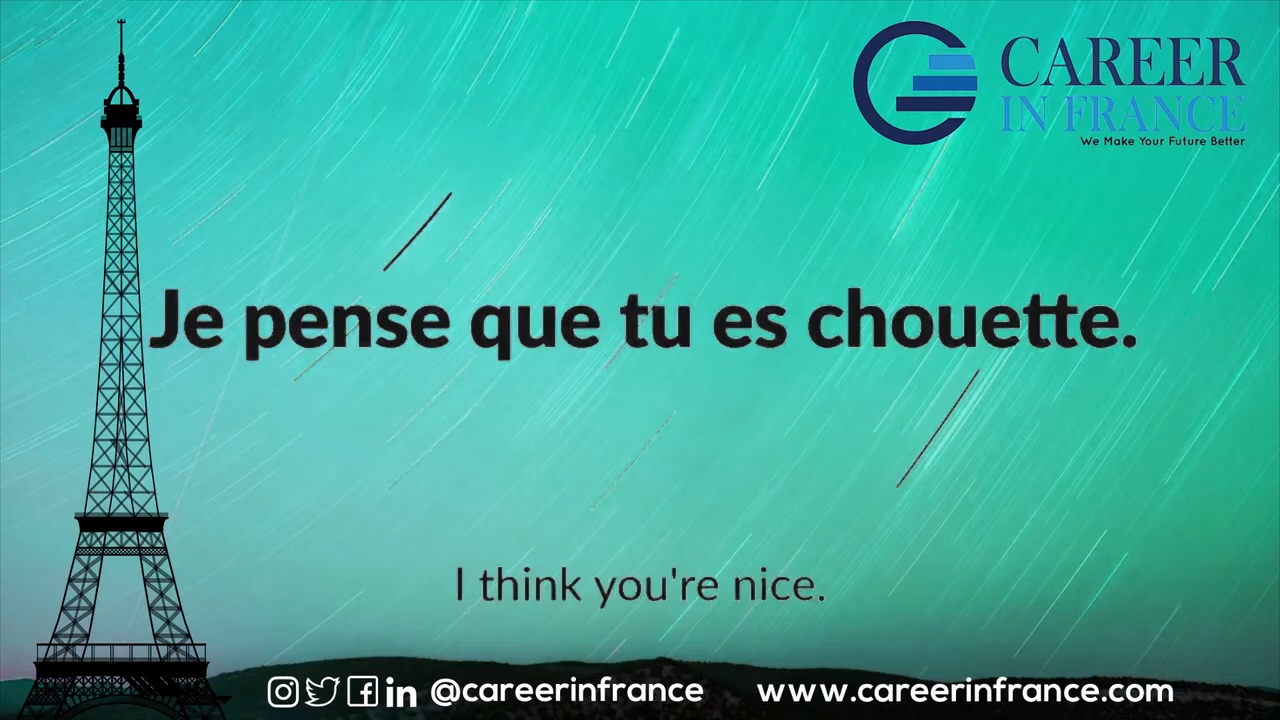 CAREER
IN FRANCE
We Make Your Future Better
Je pense que tu es chouette.
I think you're nice.
@careerinfrance www.careerinfrance.com